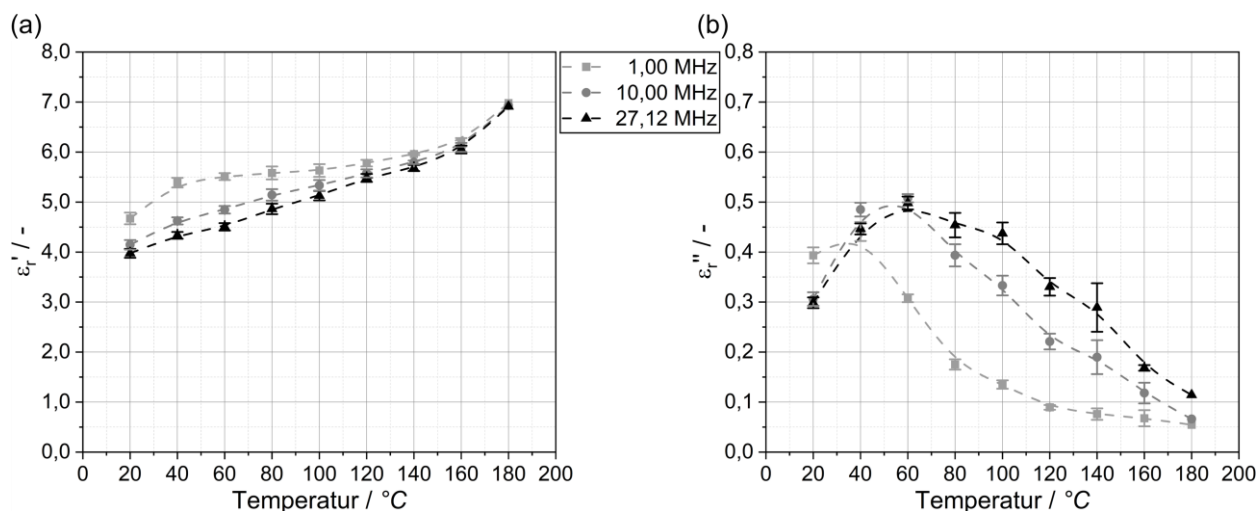 (a)
8,0
7,0
6,0
5,0
4,0
3,0
2,0
1,0
0,0
εr' / -
0 20 40 60 80 100 120 140 160 180 200
Temperatur / °C
1,00 MHz
10,00 MHz
27,12 MHz
(b)
0,8
0,7
0,6
0,5
0,4
0,3
0,2
0,1
0,0
εr'' / -
0 20 40 60 80 100 120 140 160 180 200
Temperatur / °C